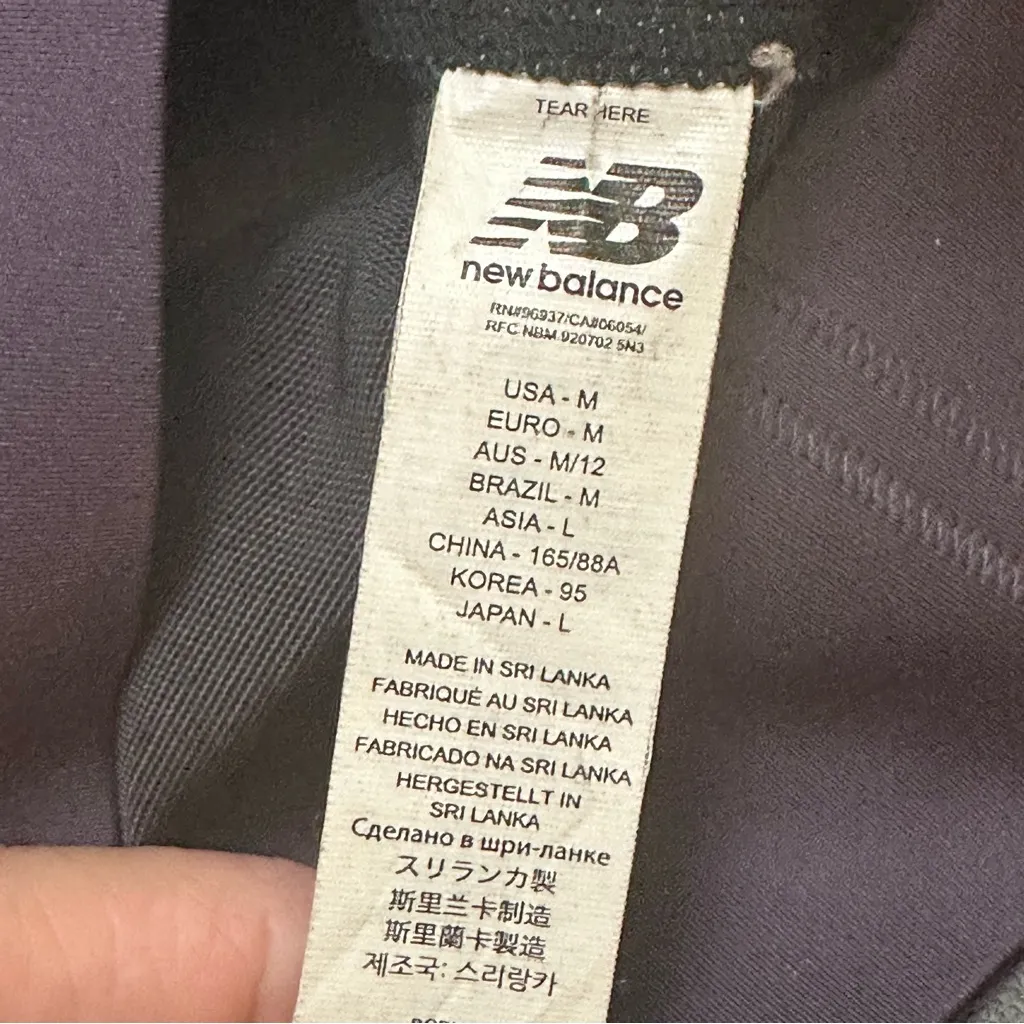 TEAR HERE
NB
new balance
RN#96937/CA#06054/
RFC NBM 920702 5N3
USA - M
EURO - M
AUS - M/12
BRAZIL - M
ASIA - L
CHINA - 165/88A
KOREA - 95
JAPAN - L
MADE IN SRI LANKA
FABRIQUÉ AU SRI LANKA
HECHO EN SRI LANKA
FABRICADO NA SRI LANKA
HERGESTELLT IN
SRI LANKA
Сделано в шри-ланке
スリランカ製
斯里兰卡制造
斯里蘭卡製造
제조국: 스리랑카